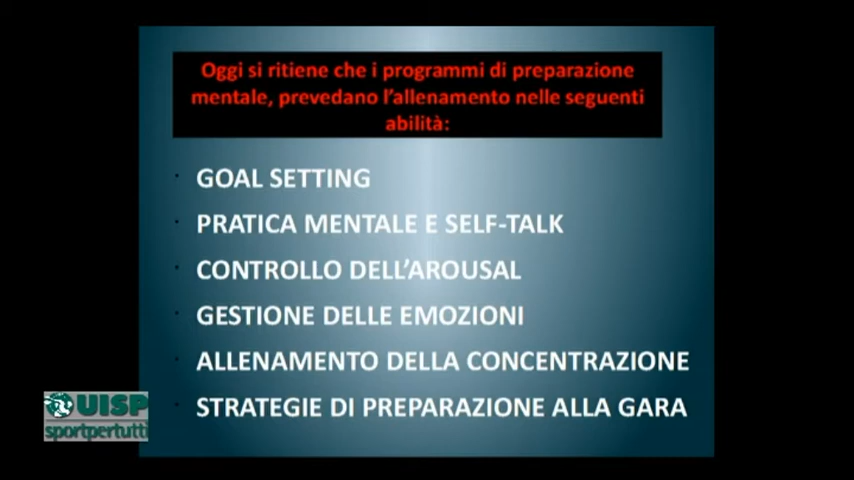 Oggi si ritiene che i programmi di preparazione
mentale, prevedano l'allenamento nelle seguenti
abilità:
· GOAL SETTING
· PRATICA MENTALE E SELF-TALK
· CONTROLLO DELL'AROUSAL
· GESTIONE DELLE EMOZIONI
· ALLENAMENTO DELLA CONCENTRAZIONE
· STRATEGIE DI PREPARAZIONE ALLA GARA
UISP
sportpertutti